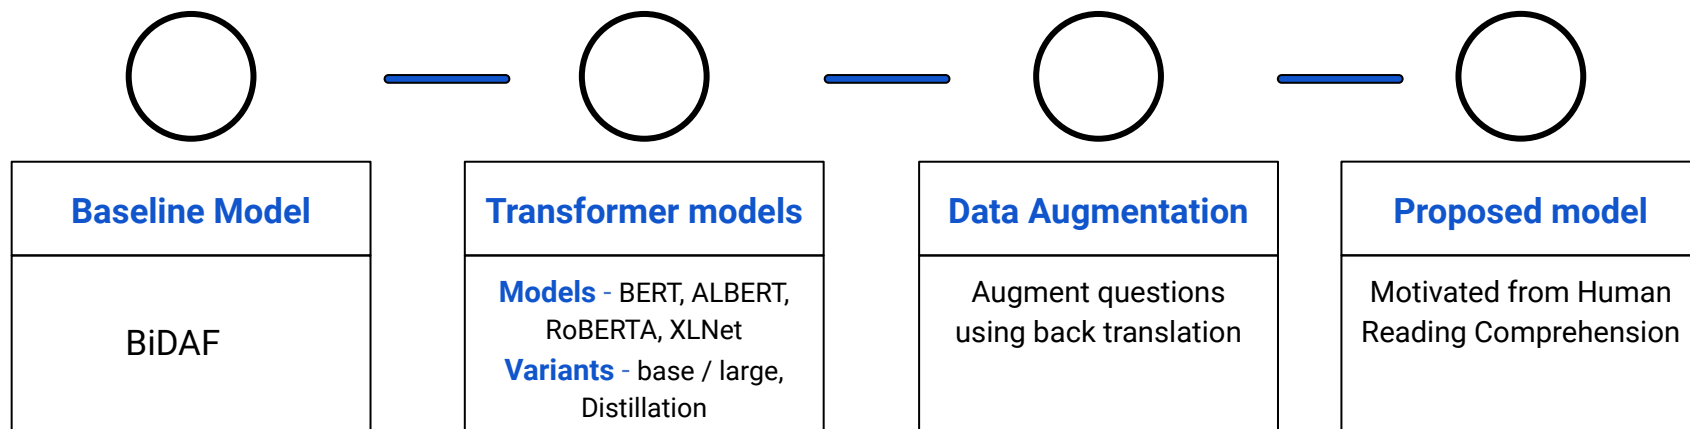 Baseline Model
BiDAF
Transformer models
Models - BERT, ALBERT,
RoBERTA, XLNet
Variants - base / large,
Distillation
Data Augmentation
Augment questions
using back translation
Proposed model
Motivated from Human
Reading Comprehension